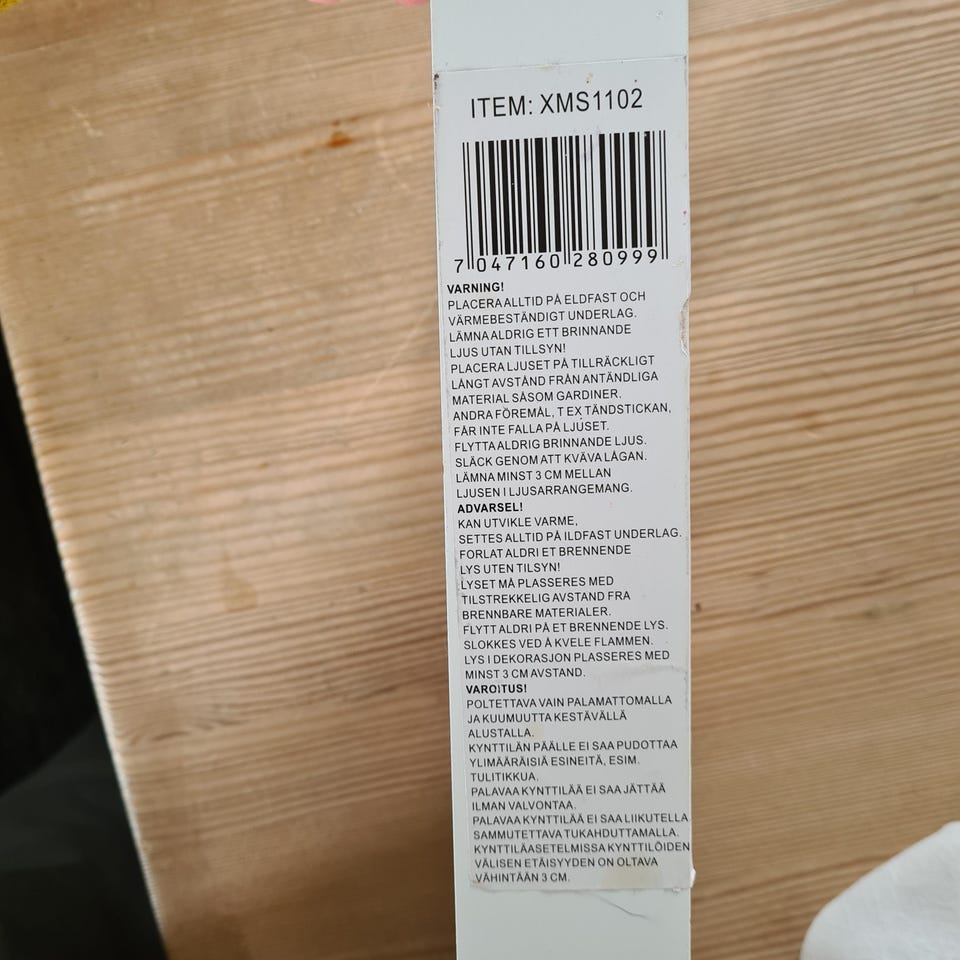 ITEM: XMS1102
7 047160 280999
VARNING!
PLACERA ALLTID PÅ ELDFAST OCH
VÄRMEBESTÄNDIGT UNDERLAG.
LÄMNA ALDRIG ETT BRINNANDE
LJUS UTAN TILLSYN!
PLACERA LJUSET PÅ TILLRÄCKLIGT
LÅNGT AVSTÅND FRÅN ANTÄNDLIGA
MATERIAL SÅSOM GARDINER.
ANDRA FÖREMÅL, T EX TÄNDSTICKAN,
FÅR INTE FALLA PÅ LJUSET.
FLYTTA ALDRIG BRINNANDE LJUS.
SLÄCK GENOM ATT KVÄVA LÅGAN.
LÄMNA MINST 3 CM MELLAN
LJUSEN I LJUSARRANGEMANG.
ADVARSEL!
KAN UTVIKLE VARME,
SETTES ALLTID PÅ ILDFAST UNDERLAG.
FORLAT ALDRI ET BRENNENDE
LYS UTEN TILSYN!
LYSET MÅ PLASSERES MED
TILSTREKKELIG AVSTAND FRA
BRENNBARE MATERIALER.
FLYTT ALDRI PÅ ET BRENNENDE LYS.
SLOKKES VED Å KVELE FLAMMEN.
LYS I DEKORASJON PLASSERES MED
MINST 3 CM AVSTAND.
VAROITUS!
POLTETTAVA VAIN PALAMATTOMALLA
JA KUUMUUTTA KESTÄVÄLLÄ
ALUSTALLA.
KYNTTILÄN PÄÄLLE EI SAA PUDOTTAA
YLIMÄÄRÄISIÄ ESINEITÄ, ESIM.
TULITIKKUA.
PALAVAA KYNTTILÄÄ EI SAA JÄTTÄÄ
ILMAN VALVONTAA.
PALAVAA KYNTTILÄÄ EI SAA LIIKUTELLA.
SAMMUTETTAVA TUKAHDUTTAMALLA.
KYNTTILÄASETELMISSA KYNTTILÖIDEN
VÄLISEN ETÄISYYDEN ON OLTAVA
VÄHINTÄÄN 3 CM.